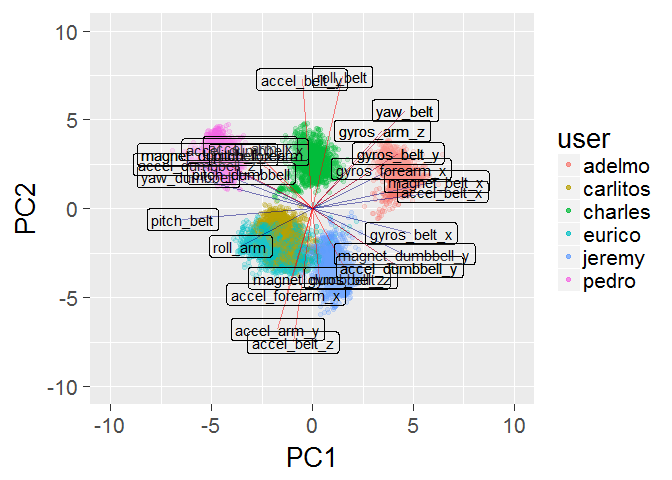 10
5
0
-5
-10
PC2
-10
-5
0
5
10
PC1
accel_belt_y
roll_belt
yaw_belt
gyros_arm_z
gyros_belt_y
gyros_forearm_x
magnet_belt_x
accel_belt_x
pitch_dumbbell
yaw_dumbbell
pitch_belt
roll_arm
gyros_belt_x
magnet_dumbbell_y
accel_dumbbell_y
gyros_belt_z
accel_forearm_x
accel_arm_y
accel_belt_z
user
adelmo
carlitos
charles
eurico
jeremy
pedro